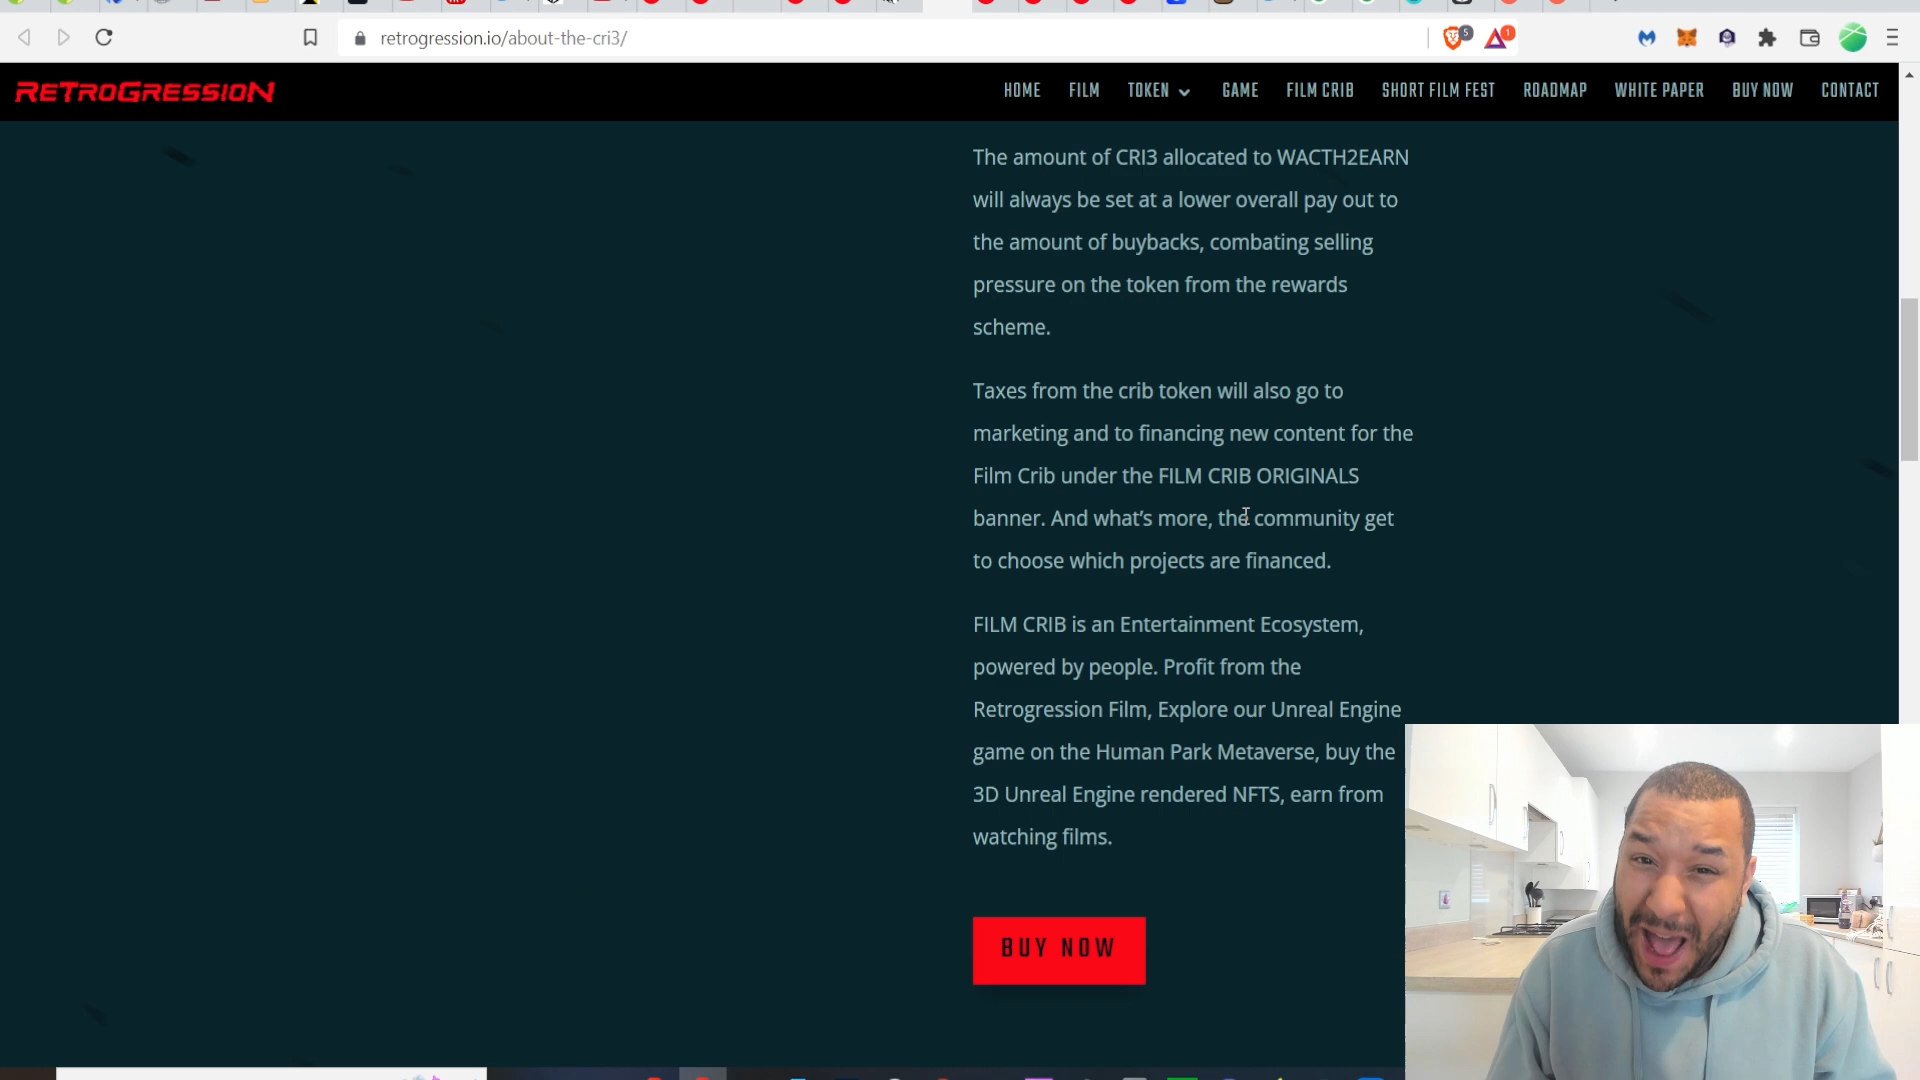 retrogression.io/about-the-cri3/
5
1
RETROGRESSION
HOME FILM TOKEN GAME FILM CRIB SHORT FILM FEST ROADMAP WHITE PAPER BUY NOW CONTACT
The amount of CRI3 allocated to WACTH2EARN
will always be set at a lower overall pay out to
the amount of buybacks, combating selling
pressure on the token from the rewards
scheme.
Taxes from the crib token will also go to
marketing and to financing new content for the
Film Crib under the FILM CRIB ORIGINALS
banner. And what’s more, the community get
to choose which projects are financed.
FILM CRIB is an Entertainment Ecosystem,
powered by people. Profit from the
Retrogression Film, Explore our Unreal Engine
game on the Human Park Metaverse, buy the
3D Unreal Engine rendered NFTS, earn from
watching films.
BUY NOW